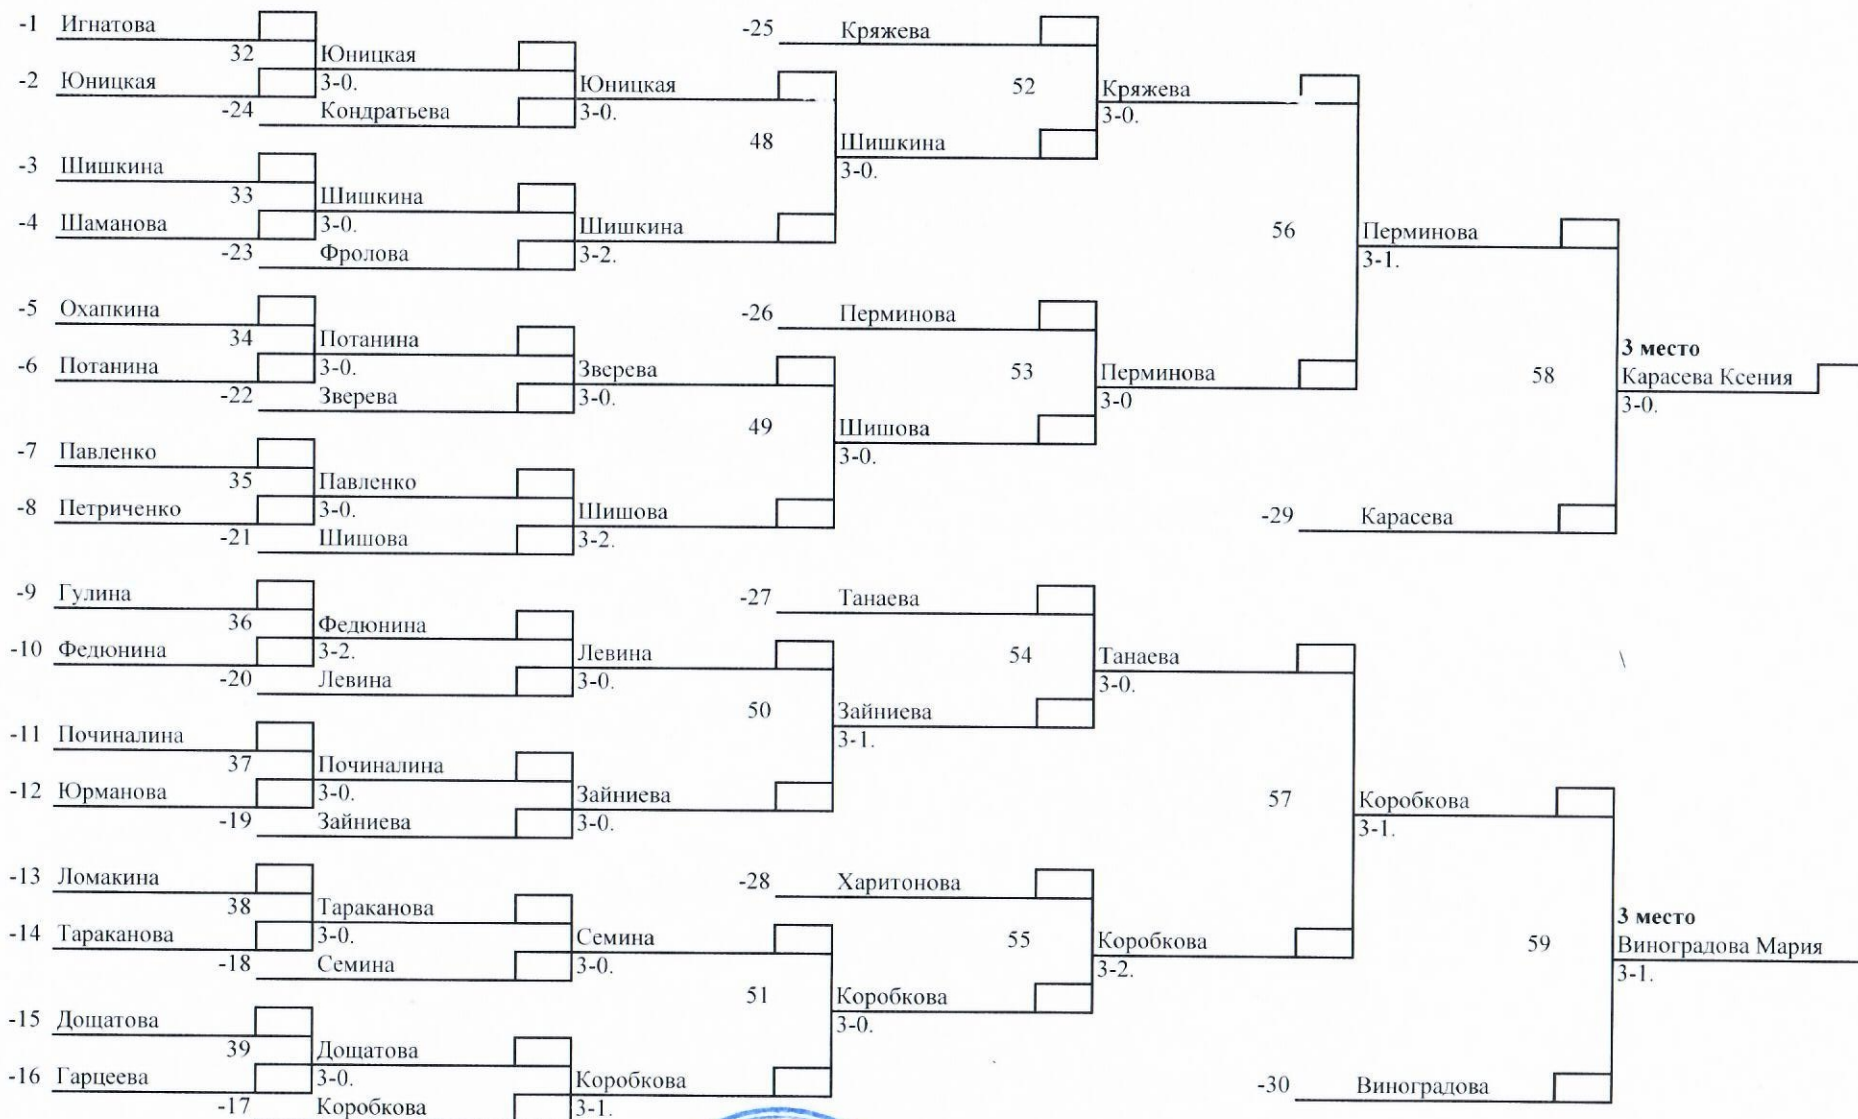 -1 Игнатова
32 Юницкая
-2 Юницкая 3-0.
-24 Кондратьева
Юницкая
3-0.
-3 Шишкина
33 Шишкина
-4 Шаманова 3-0.
-23 Фролова
Шишкина
3-2.
48 Шишкина
3-0.
-5 Охапкина
34 Потанина
-6 Потанина 3-0.
-22 Зверева
Зверева
3-0.
-7 Павленко
35 Павленко
-8 Петриченко 3-0.
-21 Шишова
Шишова
3-2.
49 Шишова
3-0.
-9 Гулина
36 Федюнина
-10 Федюнина 3-2.
-20 Левина
Левина
3-0.
-11 Починалина
37 Починалина
-12 Юрманова 3-0.
-19 Зайниева
Зайниева
3-0.
50 Зайниева
3-1.
-13 Ломакина
38 Тараканова
-14 Тараканова 3-0.
-18 Семина
Семина
3-0.
-15 Дощатова
39 Дощатова
-16 Гарцеева 3-0.
-17 Коробкова
Коробкова
3-1.
51 Коробкова
3-0.
-25 Кряжева
52 Кряжева
3-0.
-26 Перминова
53 Перминова
3-0
56 Перминова
3-1.
-29 Карасева
58
3 место
Карасева Ксения
3-0.
-27 Танаева
54 Танаева
3-0.
-28 Харитонова
55 Коробкова
3-2.
57 Коробкова
3-1.
-30 Виноградова
59
3 место
Виноградова Мария
3-1.